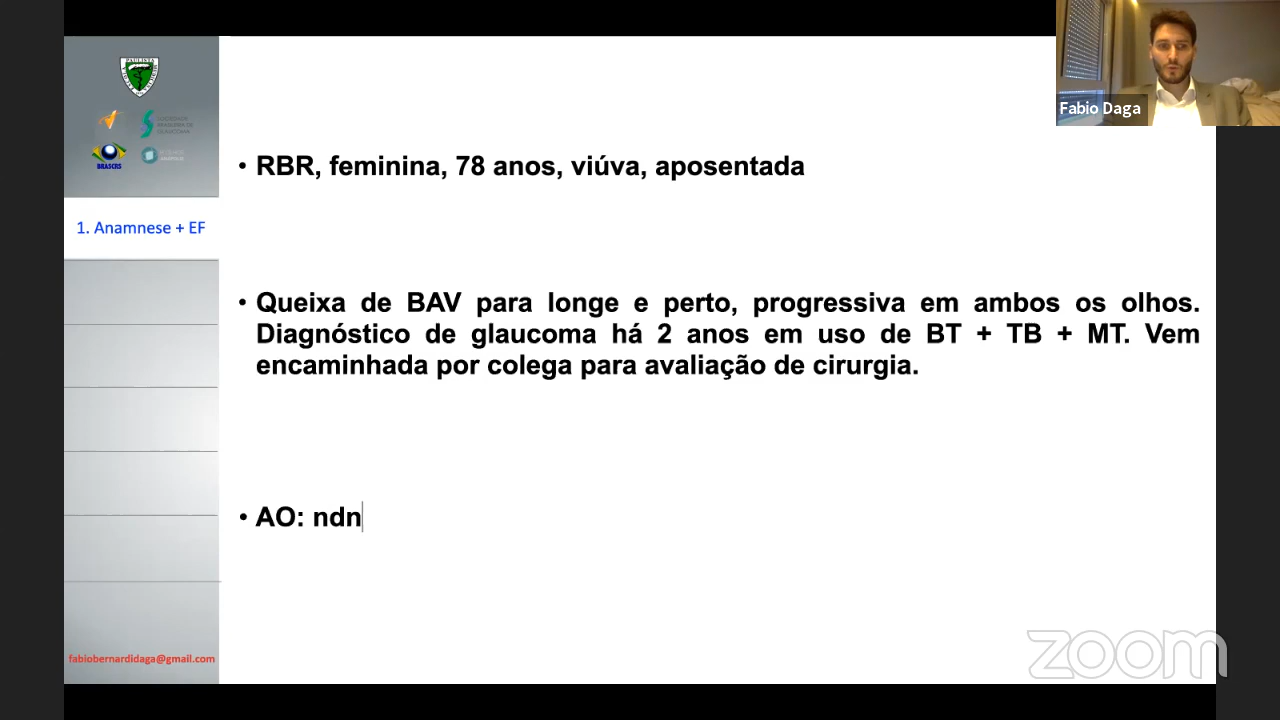 Fabio Daga
PAULISTA
SOCIEDADE
BRASCRS
• RBR, feminina, 78 anos, viúva, aposentada
1. Anamnese + EF
• Queixa de BAV para longe e perto, progressiva em ambos os olhos.
Diagnóstico de glaucoma há 2 anos em uso de BT + TB + MT. Vem
encaminhada por colega para avaliação de cirurgia.
• AO: ndn
fabiobernardidaga@gmail.com
zoom